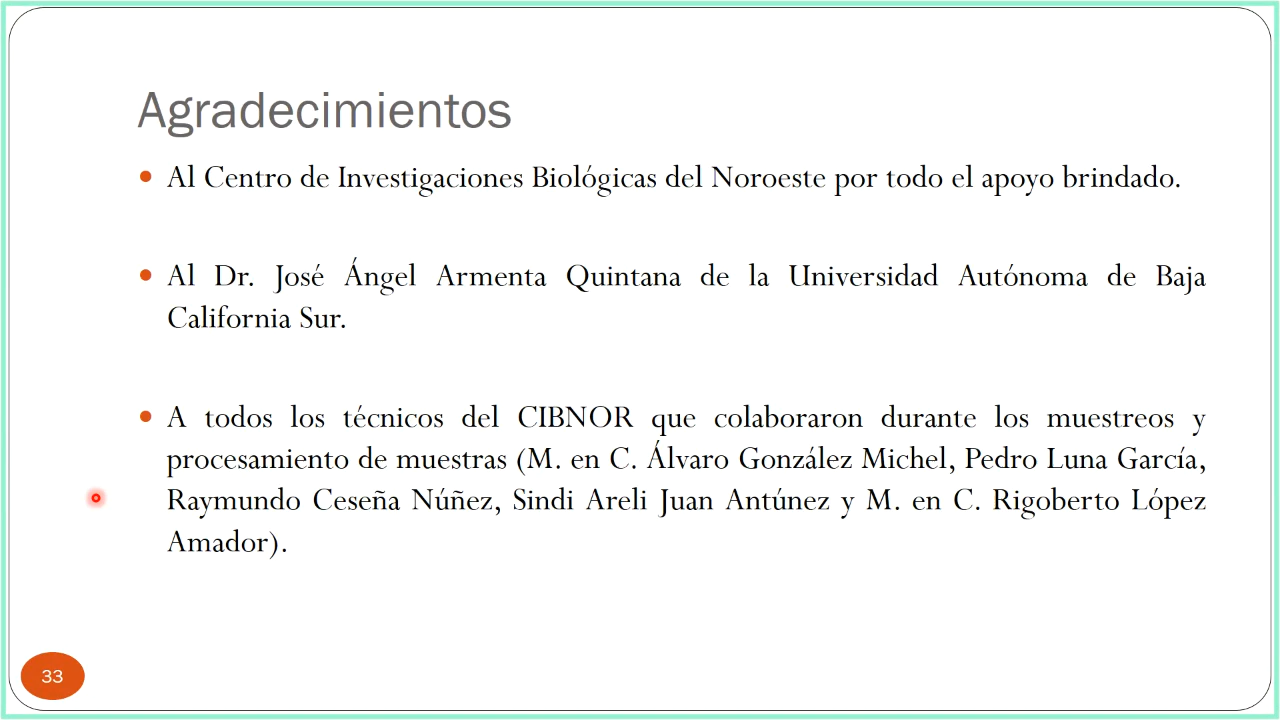 Agradecimientos
Al Centro de Investigaciones Biológicas del Noroeste por todo el apoyo brindado.
Al Dr. José Ángel Armenta Quintana de la Universidad Autónoma de Baja
California Sur.
A todos los técnicos del CIBNOR que colaboraron durante los muestreos y
procesamiento de muestras (M. en C. Álvaro González Michel, Pedro Luna García,
Raymundo Ceseña Núñez, Sindi Areli Juan Antúnez y M. en C. Rigoberto López
Amador).
33